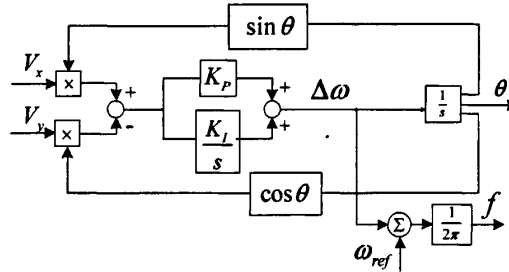 sin θ
V_x
×
+
-
K_P
+
+
Δω
1/s
θ
V_y
×
K_I/s
cos θ
ω_ref
Σ
1/2π
f